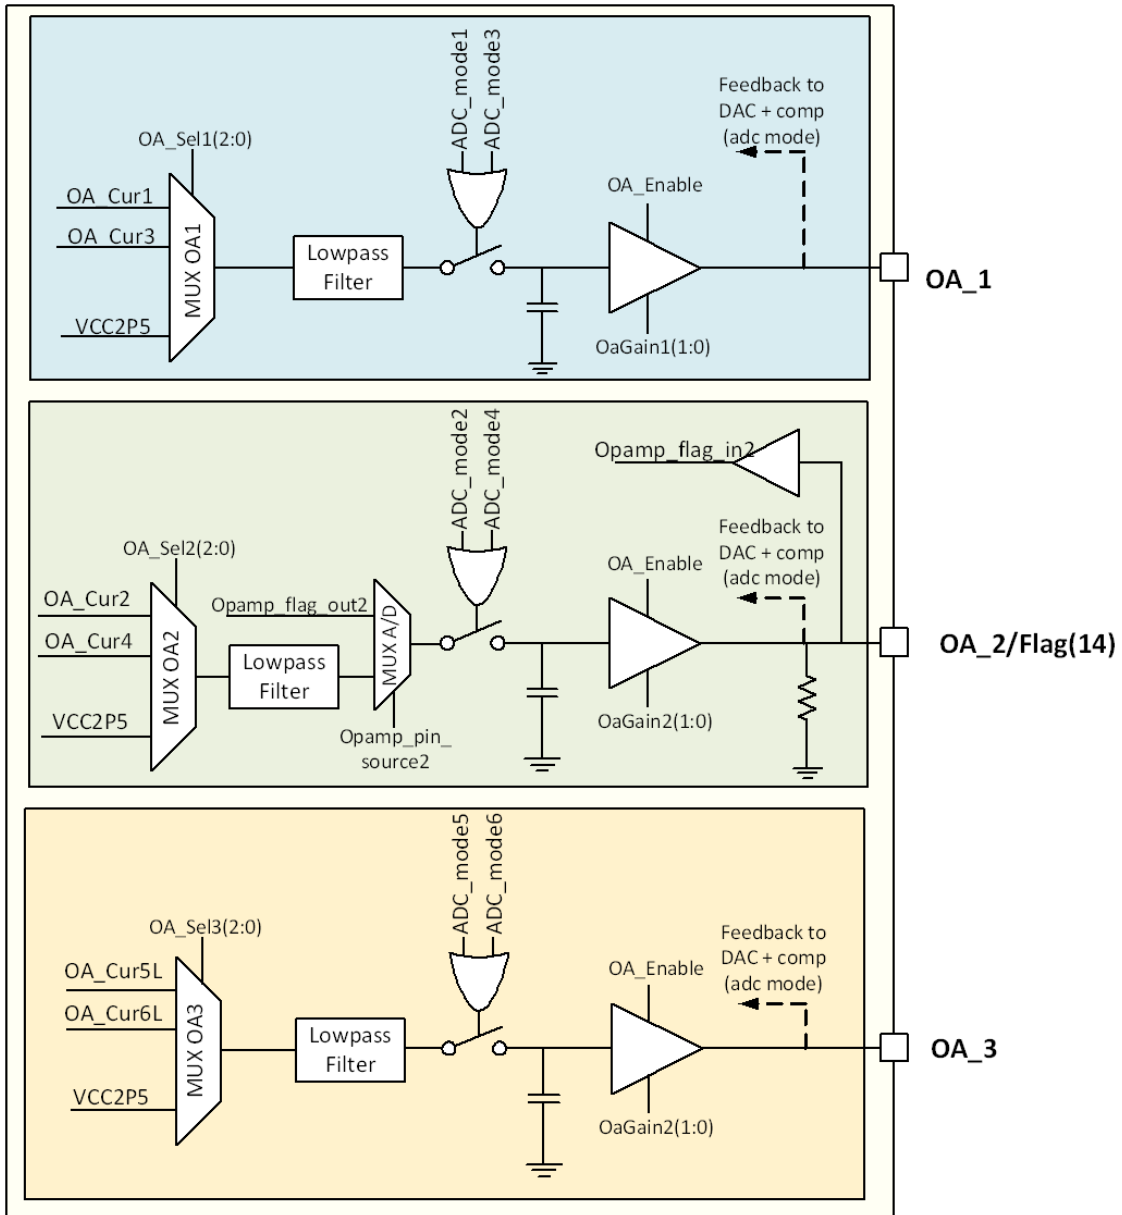 ADC_mode1
ADC_mode3
Feedback to
DAC + comp
(adc mode)
OA_Sel1(2:0)
OA_Enable
OA_Cur1
OA_Cur3
MUX OA1
Lowpass
Filter
OA_1
VCC2P5
OaGain1(1:0)
ADC_mode2
ADC_mode4
Opamp_flag_in2
Feedback to
DAC + comp
(adc mode)
OA_Sel2(2:0)
OA_Enable
OA_Cur2
Opamp_flag_out2
OA_Cur4
MUX OA2
Lowpass
Filter
MUX A/D
OA_2/Flag(14)
VCC2P5
OaGain2(1:0)
Opamp_pin_
source2
ADC_mode5
ADC_mode6
OA_Sel3(2:0)
Feedback to
DAC + comp
(adc mode)
OA_Cur5L
OA_Enable
OA_Cur6L
MUX OA3
Lowpass
Filter
OA_3
VCC2P5
OaGain2(1:0)